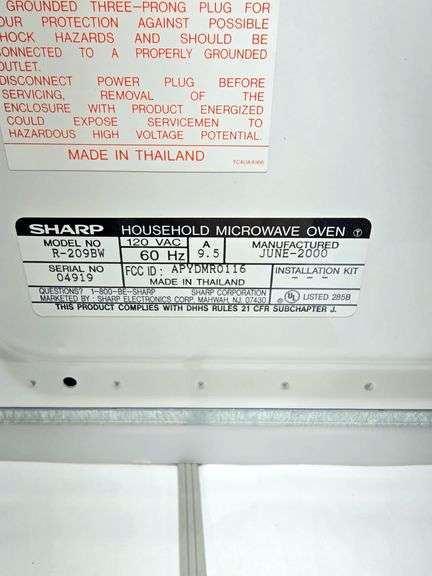 GROUNDED THREE-PRONG PLUG FOR
OUR PROTECTION AGAINST POSSIBLE
HOCK HAZARDS AND SHOULD BE
CONNECTED TO A PROPERLY GROUNDED
OUTLET.
DISCONNECT POWER PLUG BEFORE
SERVICING, REMOVAL OF THE
ENCLOSURE WITH PRODUCT ENERGIZED
COULD EXPOSE SERVICEMEN TO
HAZARDOUS HIGH VOLTAGE POTENTIAL.
MADE IN THAILAND
SHARP HOUSEHOLD MICROWAVE OVEN T
MODEL NO R-209BW 120 VAC 60 Hz A 9.5 MANUFACTURED JUNE-2000
SERIAL NO 04919 FCC ID : APYDMR0116 MADE IN THAILAND INSTALLATION KIT - - -
QUESTIONS? 1-800-BE-SHARP SHARP CORPORATION
MARKETED BY : SHARP ELECTRONICS CORP. MAHWAH, NJ. 07430 UL LISTED 285B
THIS PRODUCT COMPLIES WITH DHHS RULES 21 CFR SUBCHAPTER J.